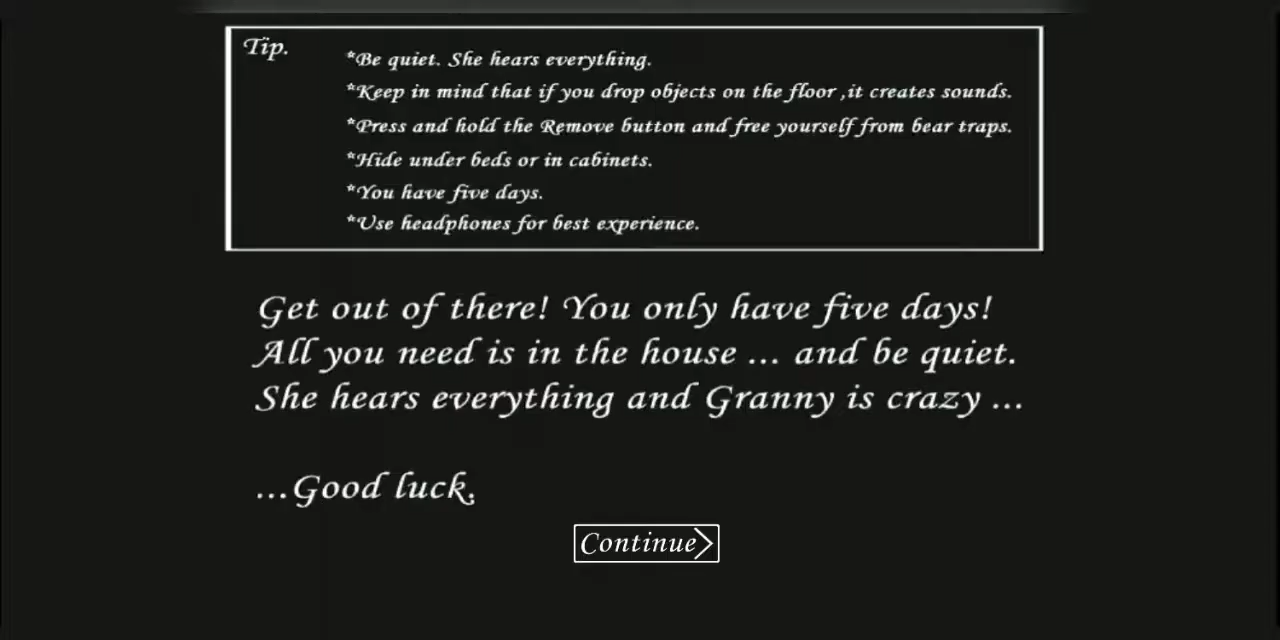 Tip.
*Be quiet. She hears everything.
*Keep in mind that if you drop objects on the floor ,it creates sounds.
*Press and hold the Remove button and free yourself from bear traps.
*Hide under beds or in cabinets.
*You have five days.
*Use headphones for best experience.
Get out of there! You only have five days!
All you need is in the house ... and be quiet.
She hears everything and Granny is crazy ...
...Good luck.
Continue